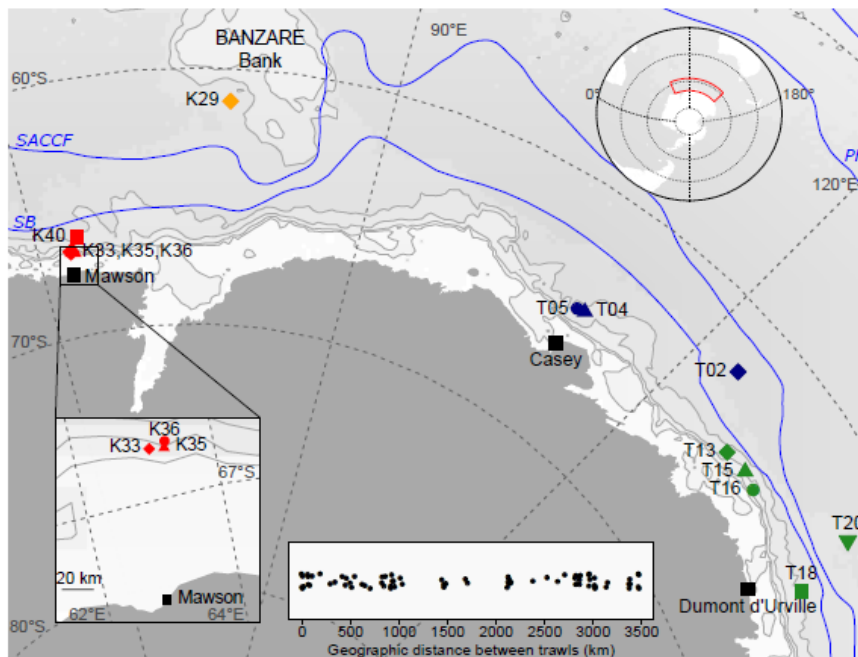 90°E
BANZARE
Bank
60°S
K29
0°
180°
SACCF
120°E
SB
K40
K33,K35,K36
Mawson
T05
T04
70°S
Casey
T02
K36
K33
K35
67°S
T13
T15
T16
T20
20 km
Mawson
T18
62°E
64°E
Dumont d'Urville
80°S
0 500 1000 1500 2000 2500 3000 3500
Geographic distance between trawls (km)